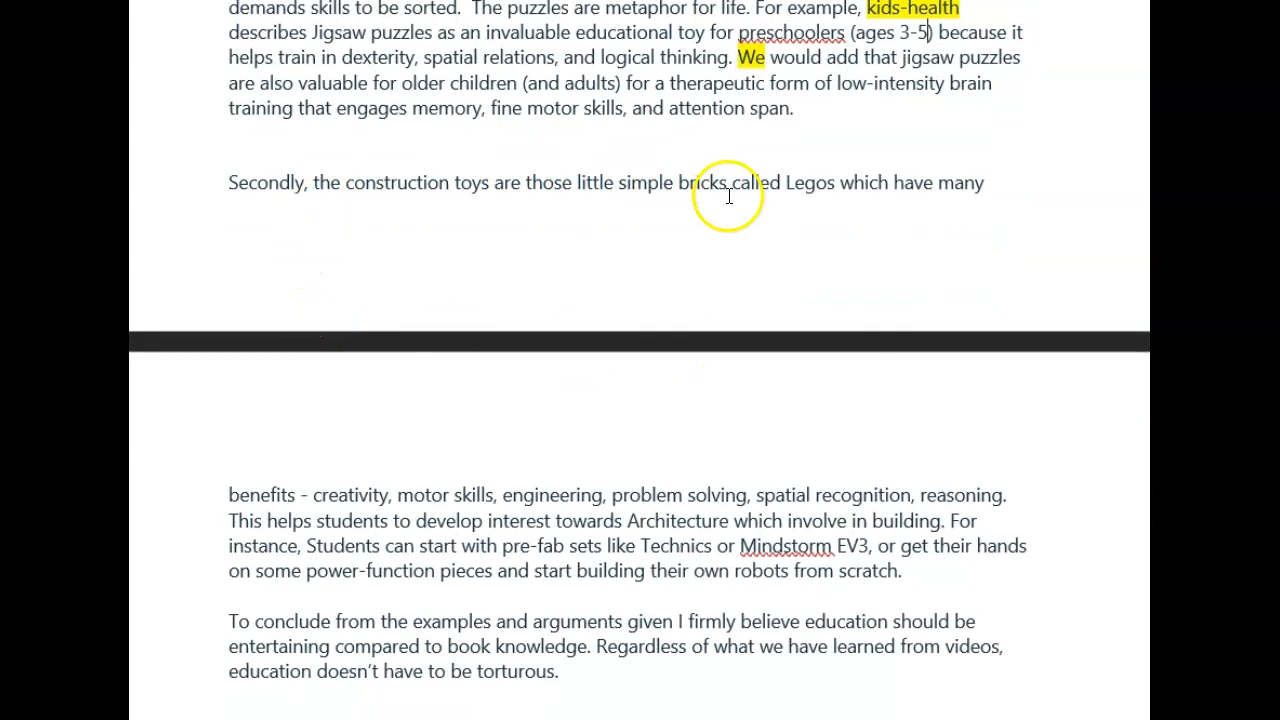 demands skills to be sorted.  The puzzles are metaphor for life. For example, kids-health
describes Jigsaw puzzles as an invaluable educational toy for preschoolers (ages 3-5) because it
helps train in dexterity, spatial relations, and logical thinking. We would add that jigsaw puzzles
are also valuable for older children (and adults) for a therapeutic form of low-intensity brain
training that engages memory, fine motor skills, and attention span.
Secondly, the construction toys are those little simple bricks called Legos which have many
benefits - creativity, motor skills, engineering, problem solving, spatial recognition, reasoning.
This helps students to develop interest towards Architecture which involve in building. For
instance, Students can start with pre-fab sets like Technics or Mindstorm EV3, or get their hands
on some power-function pieces and start building their own robots from scratch.
To conclude from the examples and arguments given I firmly believe education should be
entertaining compared to book knowledge. Regardless of what we have learned from videos,
education doesn’t have to be torturous.